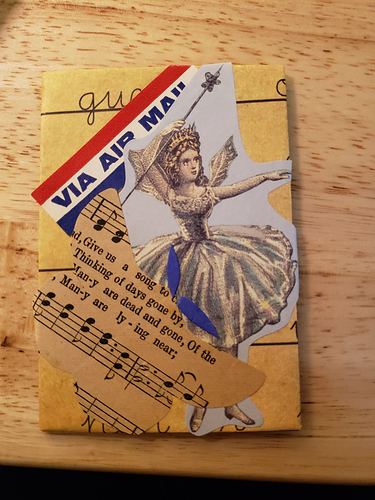 gu
VIA AIR MAIL
d, Give us a song to c
Thinking of days gone by,
Man-y are dead and gone, Of the
, Man-y are ly - ing near;